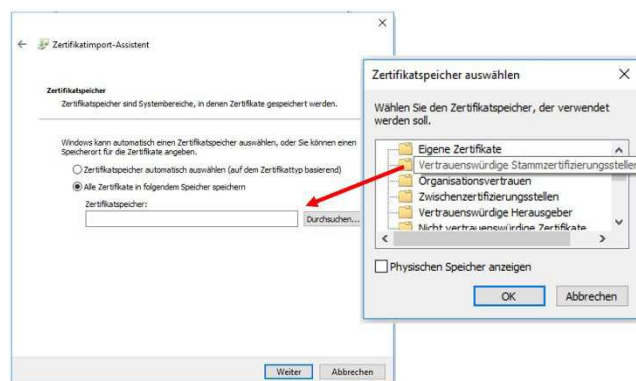 Zertifikatimport-Assistent
Zertifikatspeicher
Zertifikatspeicher sind Systembereiche, in denen Zertifikate gespeichert werden.
Windows kann automatisch einen Zertifikatspeicher auswählen, oder Sie können einen
Speicherort für die Zertifikate angeben.
Zertifikatspeicher automatisch auswählen (auf dem Zertifikattyp basierend)
Alle Zertifikate in folgendem Speicher speichern
Zertifikatspeicher:
Durchsuchen...
Weiter
Abbrechen
Zertifikatspeicher auswählen
Wählen Sie den Zertifikatspeicher, der verwendet
werden soll.
Eigene Zertifikate
Vertrauenswürdige Stammzertifizierungsstellen
Organisationsvertrauen
Zwischenzertifizierungsstellen
Vertrauenswürdige Herausgeber
Nicht vertrauenswürdige Zertifikate
Physischen Speicher anzeigen
OK
Abbrechen